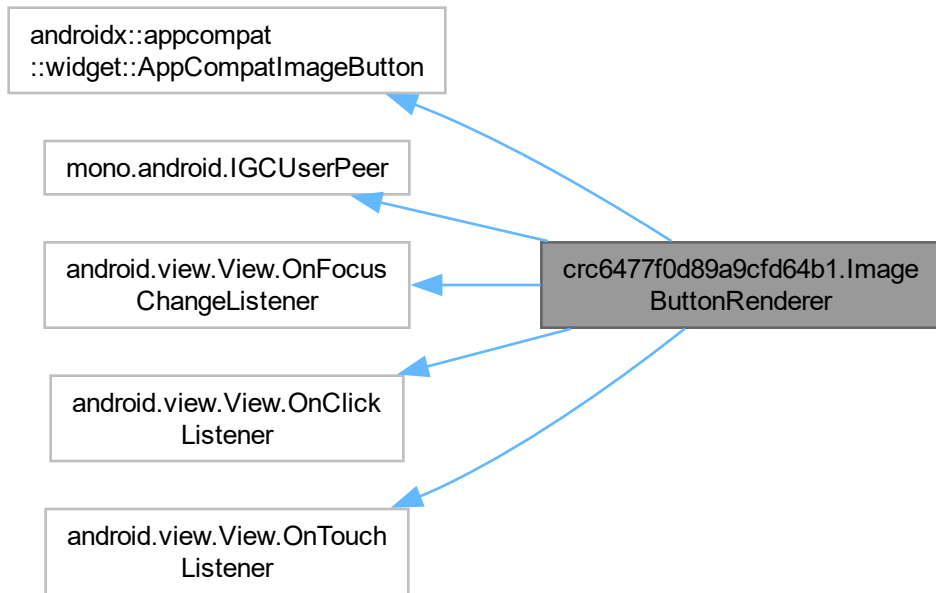 androidx::appcompat
::widget::AppCompatImageButton
mono.android.IGCUserPeer
android.view.View.OnFocus
ChangeListener
crc6477f0d89a9cfd64b1.Image
ButtonRenderer
android.view.View.OnClick
Listener
android.view.View.OnTouch
Listener